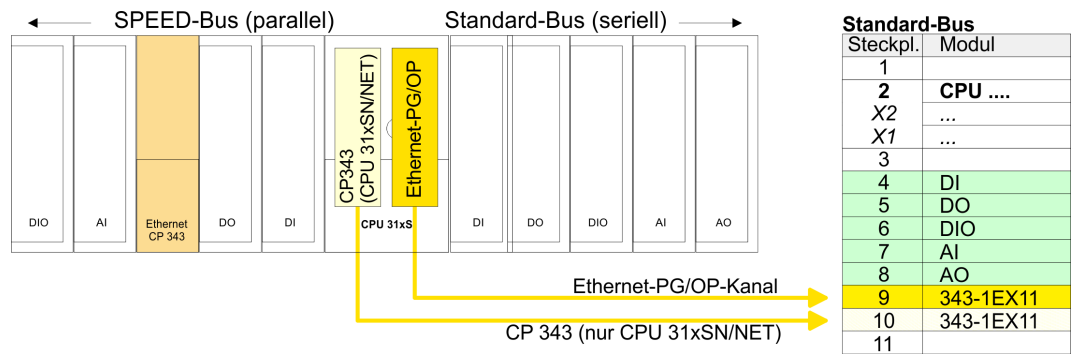 SPEED-Bus (parallel)
Standard-Bus (seriell)
DIO
AI
Ethernet
CP 343
DO
DI
CP343
(CPU 31xSN/NET)
Ethernet-PG/OP
CPU 31xS
DI
DO
DIO
AI
AO
Ethernet-PG/OP-Kanal
CP 343 (nur CPU 31xSN/NET)
Standard-Bus
Steckpl. Modul
1
2 CPU ....
X2 ...
X1 ...
3
4 DI
5 DO
6 DIO
7 AI
8 AO
9 343-1EX11
10 343-1EX11
11